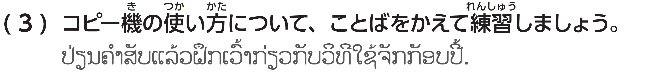 (3) コピー機の使い方について、ことばをかえて練習しましょう。
ປ່ຽນຄຳສັບແລ້ວຝຶກເວົ້າກ່ຽວກັບວິທີໃຊ້ຈັກກັອບປີ້.